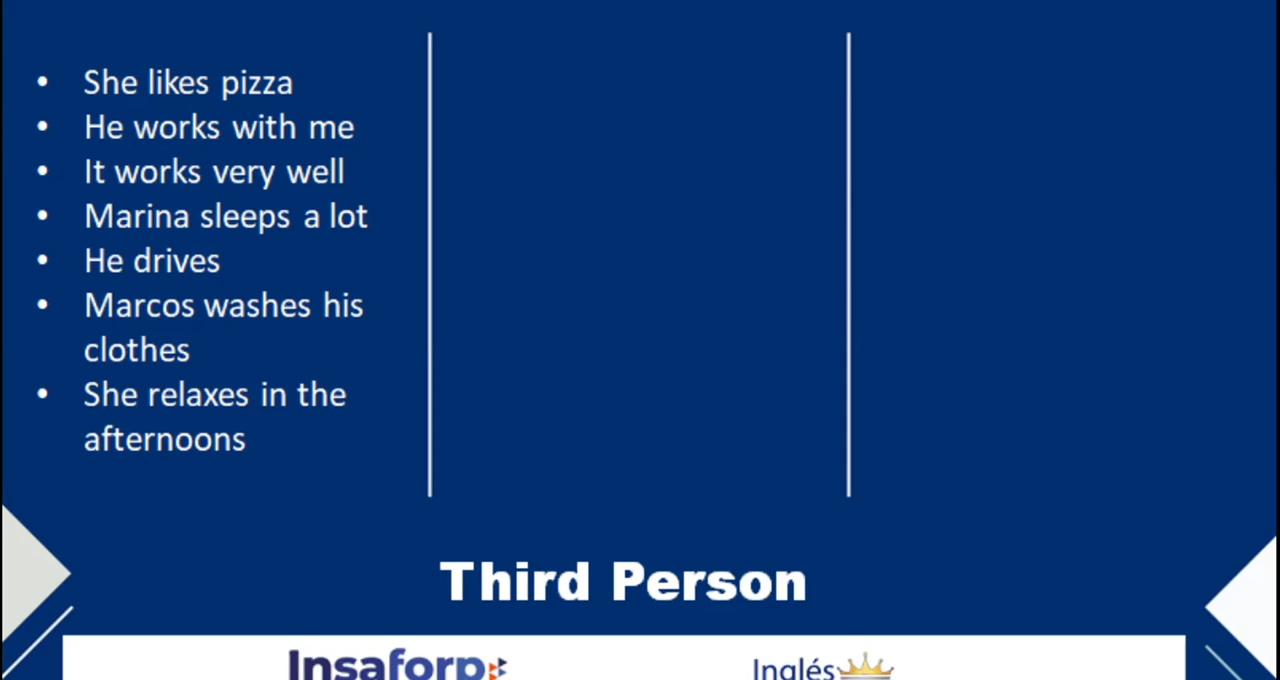 • She likes pizza
• He works with me
• It works very well
• Marina sleeps a lot
• He drives
• Marcos washes his
clothes
• She relaxes in the
afternoons
Third Person
Insaforp
Inglés